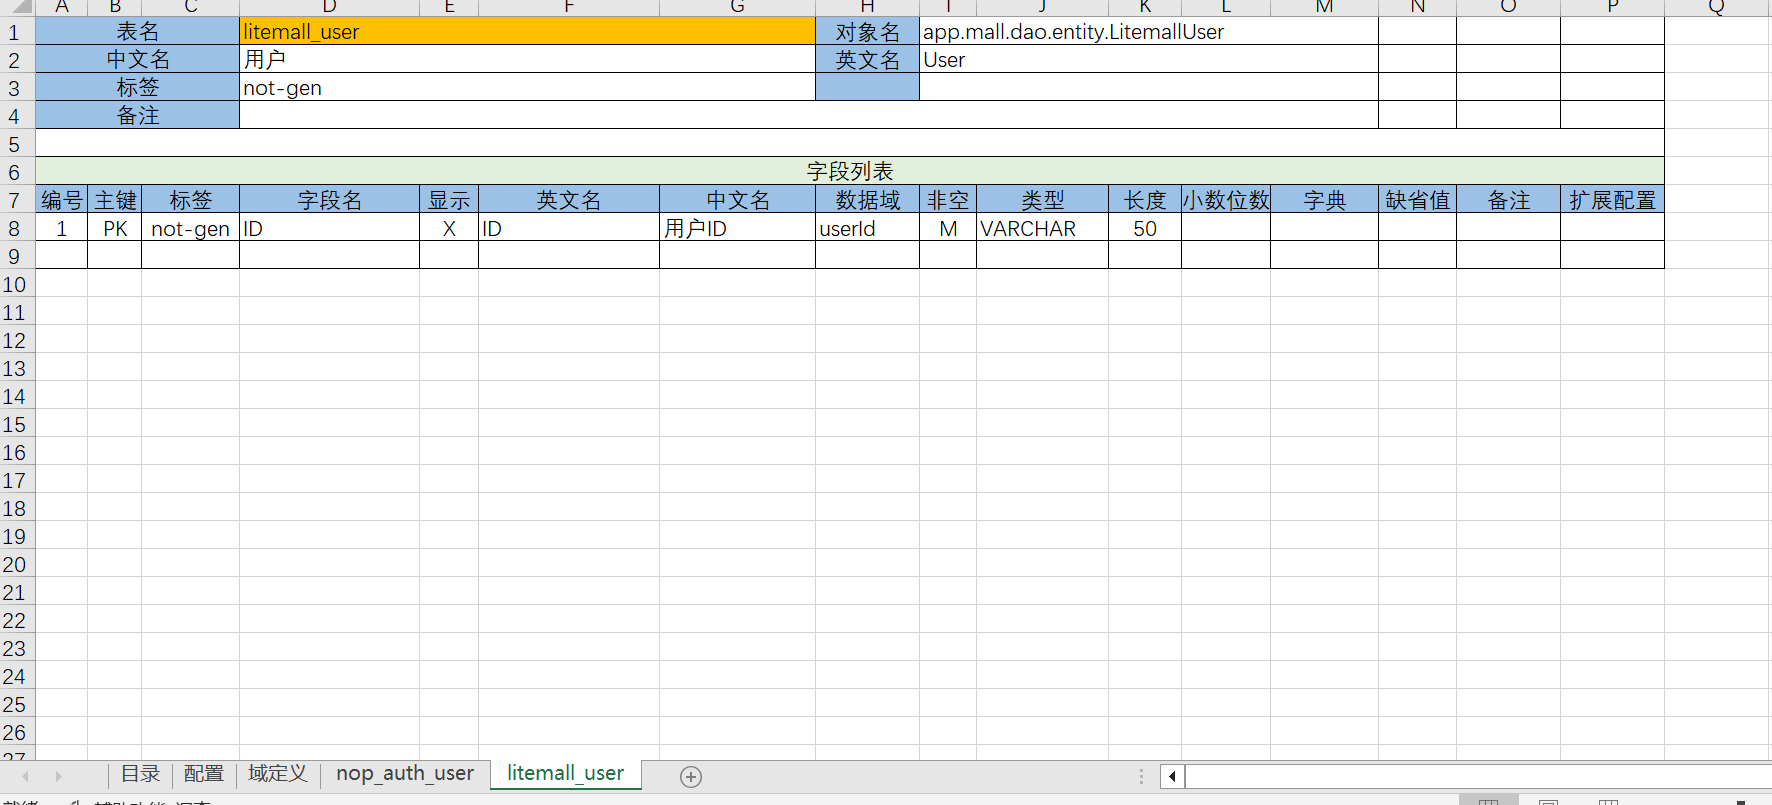 A B C D E F G H I J K L M N O P Q
1 表名 litemall_user 对象名 app.mall.dao.entity.LitemallUser
2 中文名 用户 英文名 User
3 标签 not-gen
4 备注
5
6 字段列表
7 编号 主键 标签 字段名 显示 英文名 中文名 数据域 非空 类型 长度 小数位数 字典 缺省值 备注 扩展配置
8 1 PK not-gen ID X ID 用户ID userId M VARCHAR 50
9
10
11
12
13
14
15
16
17
18
19
20
21
22
23
24
25
26
27
目录 配置 域定义 nop_auth_user litemall_user